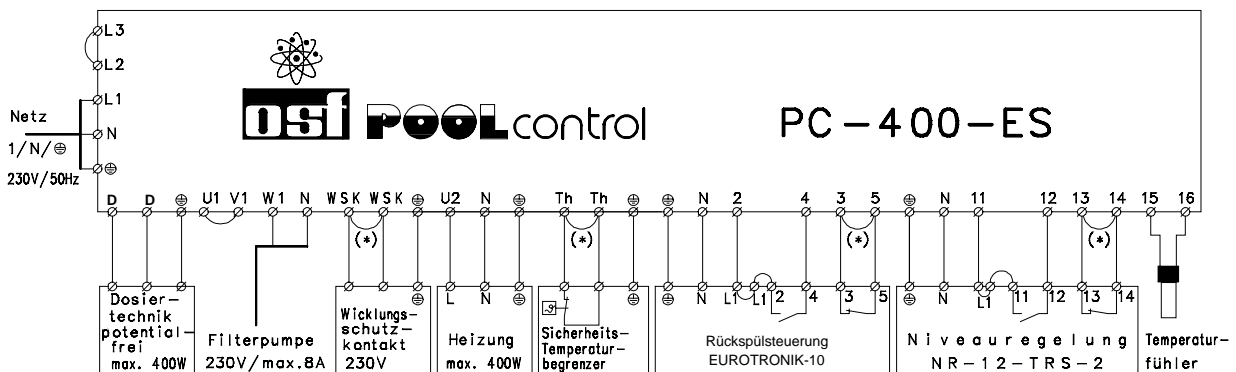 L3
L2
L1
N
Netz
1/N/⏚
230V/50Hz
osf POOLcontrol PC-400-ES
D D ⏚ U1 V1 W1 N WSK WSK ⏚ U2 N ⏚ Th Th ⏚ ⏚ N 2 4 3 5 ⏚ N 11 12 13 14 15 16
(*) (*) (*) (*)
⏚ L N ⏚ ⏚ ⏚ N L1 L1 2 4 3 5 ⏚ N L1 11 12 13 14
Dosier-
technik
potential-
frei
max. 400W
Filterpumpe
230V/max.8A
Wicklungs-
schutz-
kontakt
230V
Heizung
max. 400W
ϑ
Sicherheits-
Temperatur-
begrenzer
Rückspülsteuerung
EUROTRONIK-10
Niveauregelung
NR-12-TRS-2
Temperatur-
fühler